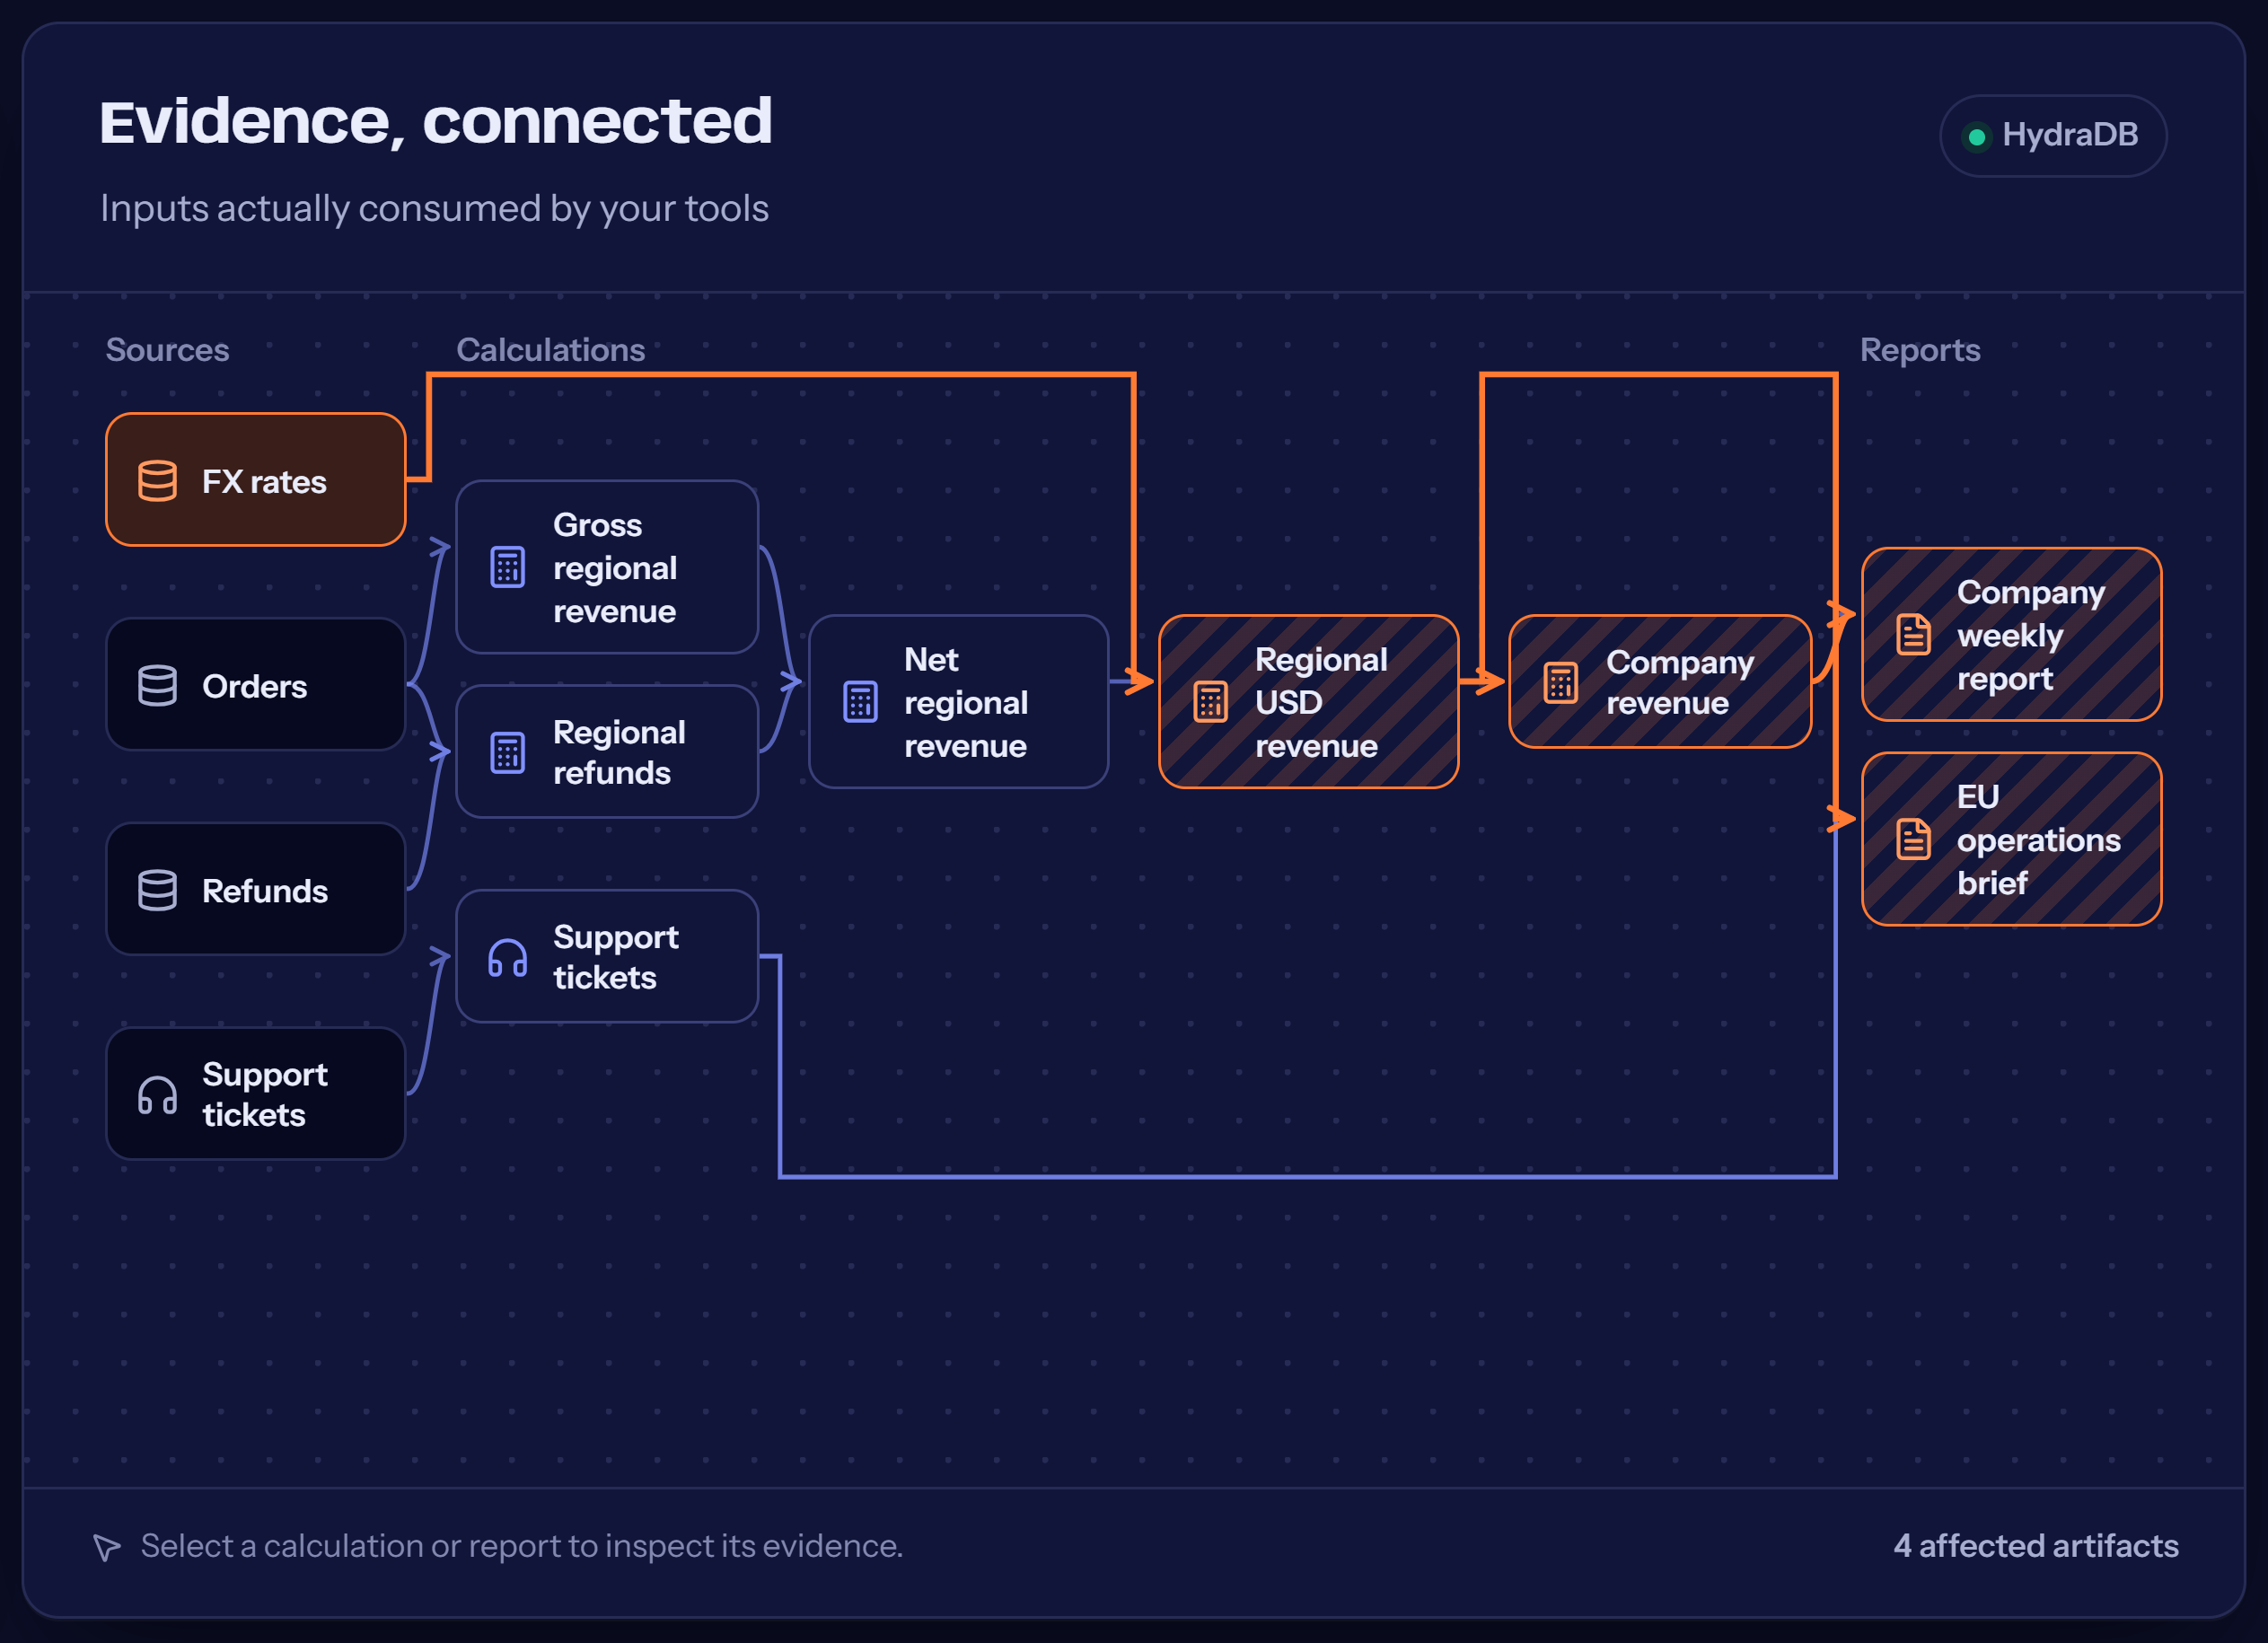 Evidence, connected
HydraDB
Inputs actually consumed by your tools
Sources
Calculations
Reports
FX rates
Orders
Refunds
Support
tickets
Gross
regional
revenue
Regional
refunds
Support
tickets
Net
regional
revenue
Regional
USD
revenue
Company
revenue
Company
weekly
report
EU
operations
brief
Select a calculation or report to inspect its evidence.
4 affected artifacts